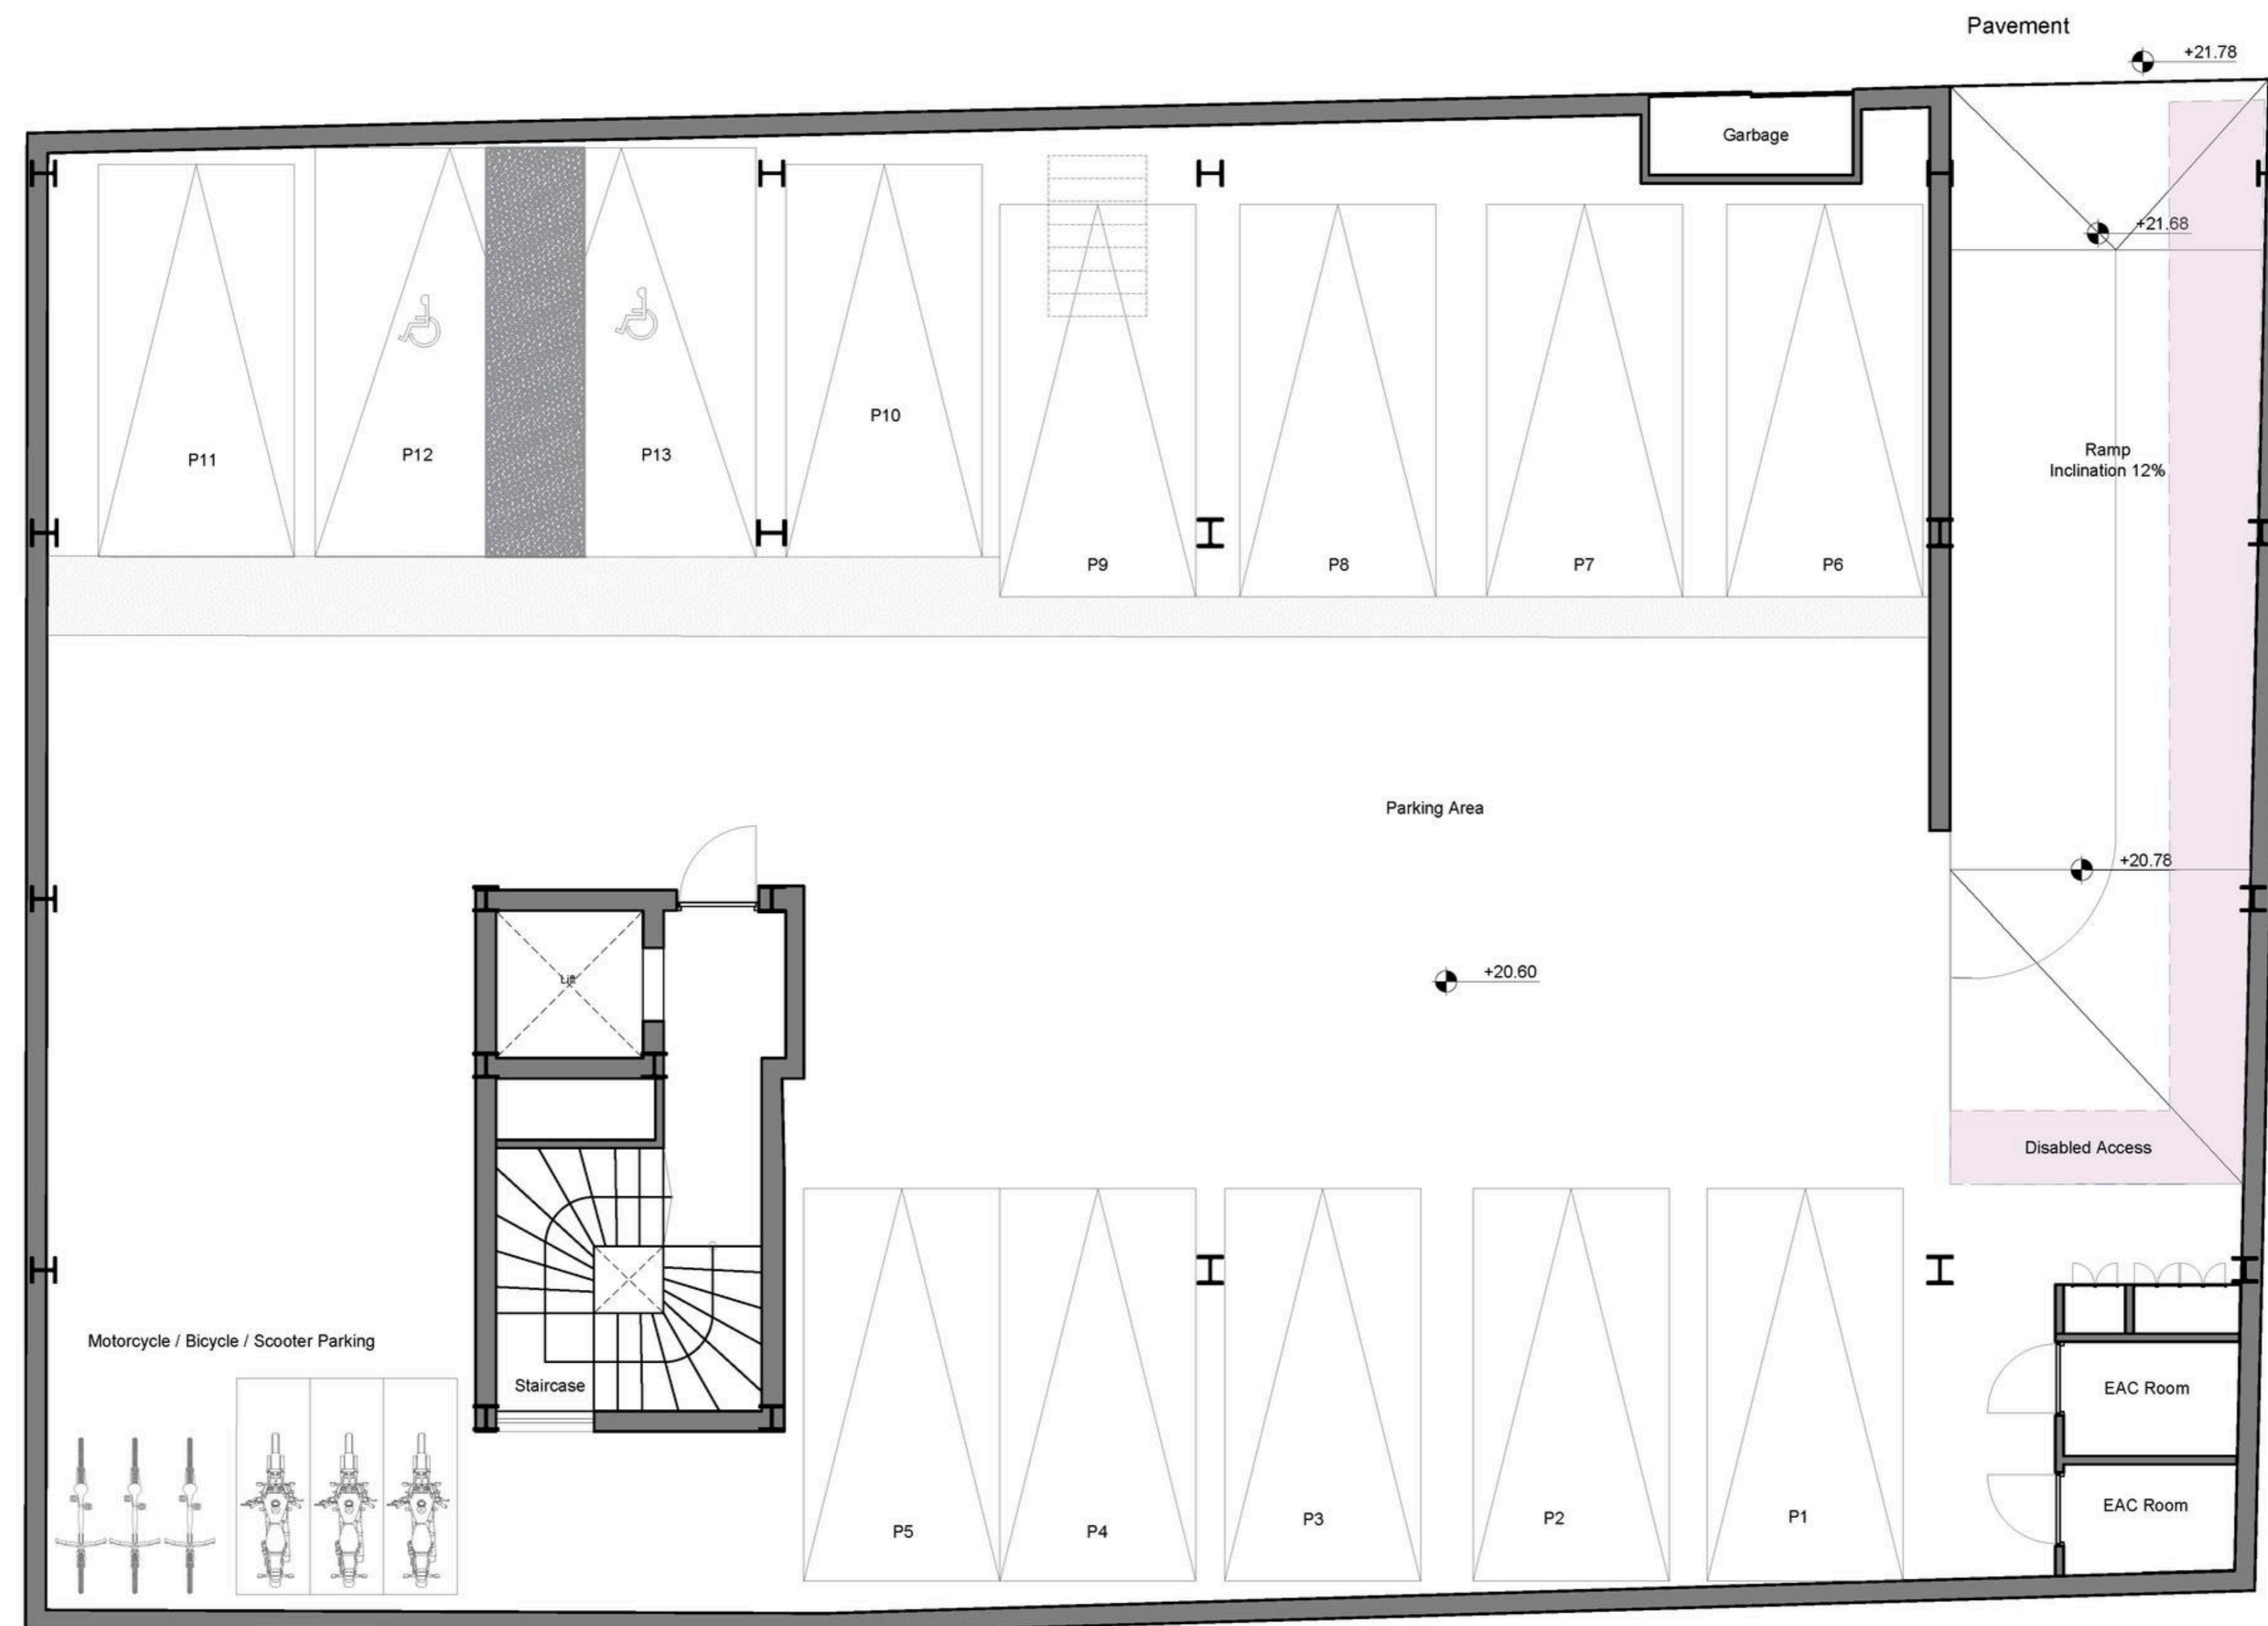 Pavement
+21.78
Garbage
+21.68
P10
Ramp
Inclination 12%
P11
P12
P13
P9
P8
P7
P6
Parking Area
+20.78
+20.60
Lift
Disabled Access
Motorcycle / Bicycle / Scooter Parking
Staircase
EAC Room
EAC Room
P5
P4
P3
P2
P1